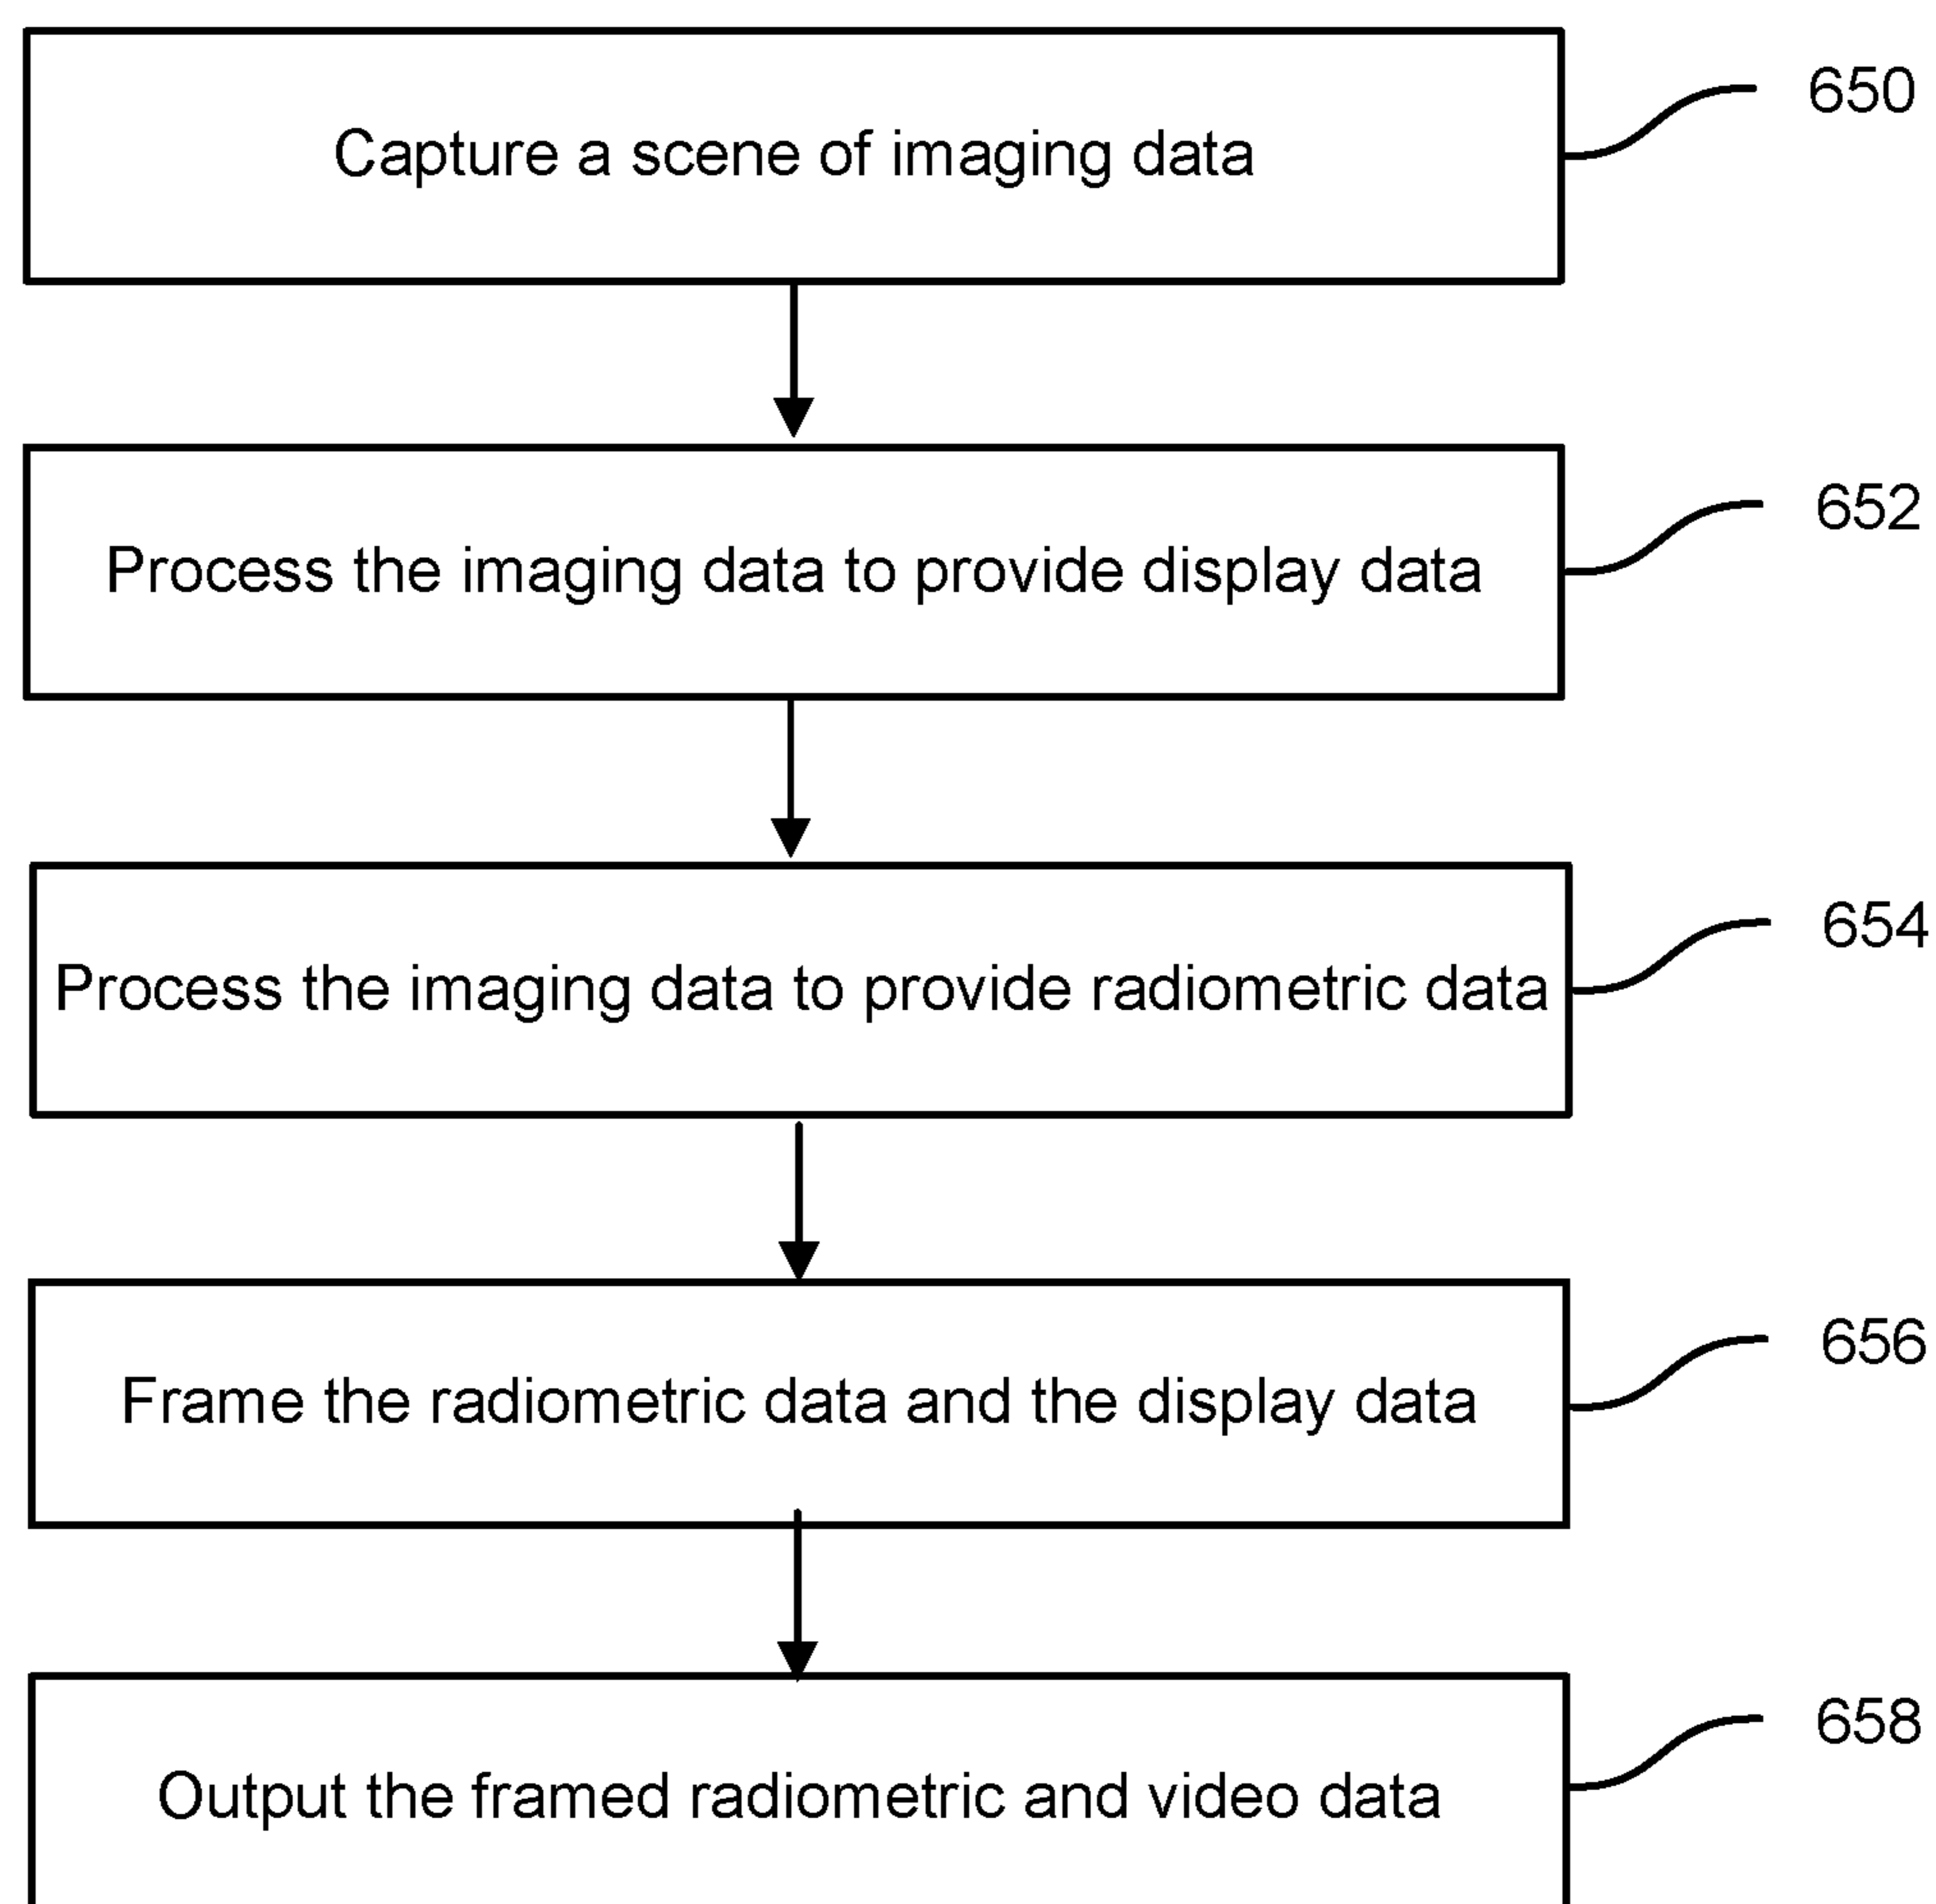 Capture a scene of imaging data
650
Process the imaging data to provide display data
652
Process the imaging data to provide radiometric data
654
Frame the radiometric data and the display data
656
Output the framed radiometric and video data
658